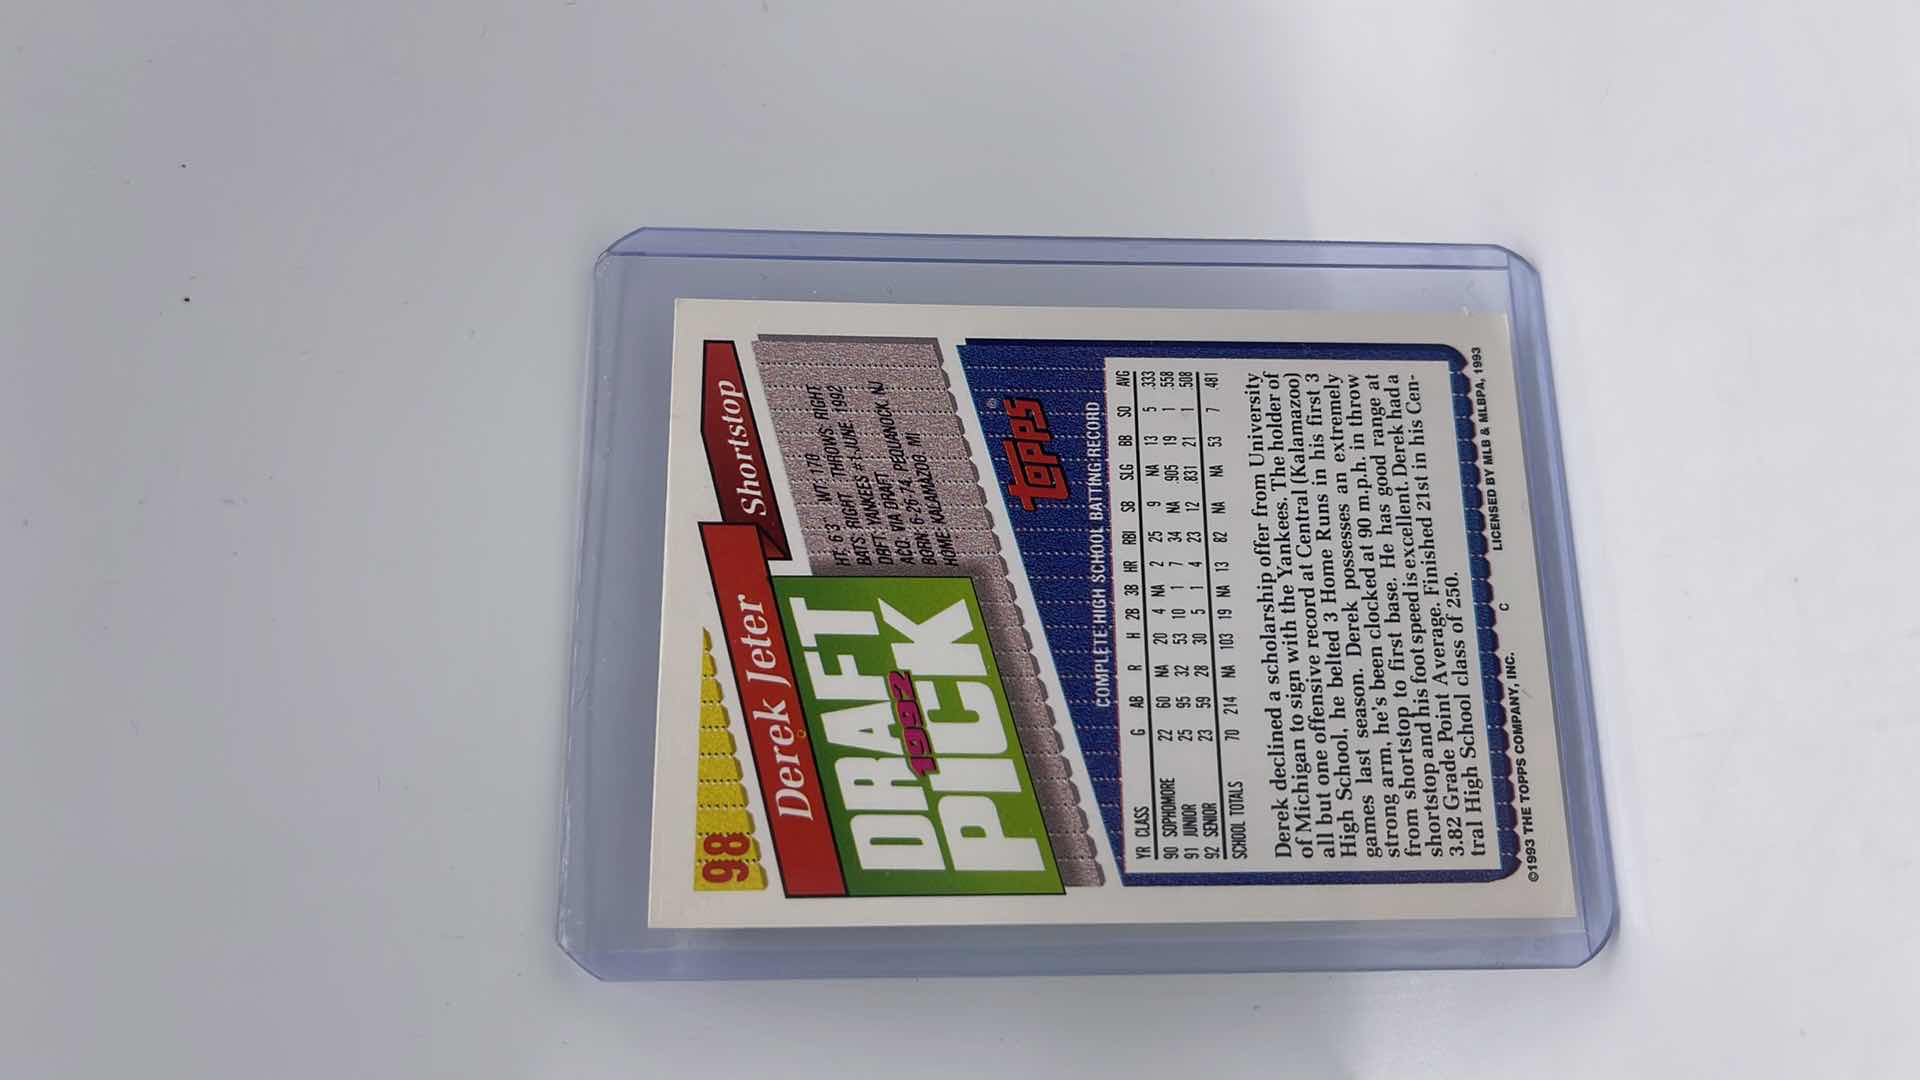 98
Derek Jeter
Shortstop
DRAFT
1992
PICK
HT: 6'3" WT: 170
BATS: RIGHT THROWS: RIGHT
DRFT: YANKEES #1-JUNE, 1992
ACQ: VIA DRAFT PEQUANOCK, NJ
BORN: 6-26-74, KALAMAZOO, MI
HOME: KALAMAZOO, MI
TOPPS®
COMPLETE HIGH SCHOOL BATTING RECORD
YR CLASS G AB R H 2B 3B HR RBI SB SLG BB SO AVG
90 SOPHOMORE 22 60 NA 20 4 NA 2 25 9 NA 13 5 .333
91 JUNIOR 25 95 32 53 10 1 7 34 NA .905 19 1 .558
92 SENIOR 23 59 28 30 5 1 4 23 12 .831 21 1 .508
SCHOOL TOTALS 70 214 NA 103 19 NA 13 82 NA NA 53 7 .481
Derek declined a scholarship offer from University
of Michigan to sign with the Yankees. The holder of
all but one offensive record at Central (Kalamazoo)
High School, he belted 3 Home Runs in his first 3
games last season. Derek possesses an extremely
strong arm, he's been clocked at 90 m.p.h. in throw
from shortstop to first base. He has good range at
shortstop and his foot speed is excellent. Derek had a
3.82 Grade Point Average. Finished 21st in his Cen-
tral High School class of 250.
©1993 THE TOPPS COMPANY, INC. C LICENSED BY MLB & MLBPA, 1993